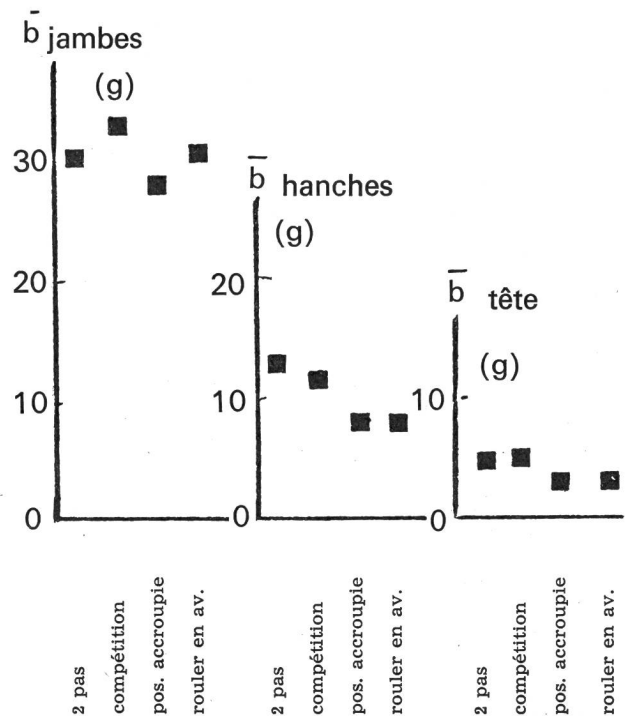 b̄ jambes
(g)
30
20
10
0
b̄ hanches
(g)
20
10
0
b̄ tête
(g)
10
0
2 pas
compétition
pos. accroupie
rouler en av.
2 pas
compétition
pos. accroupie
rouler en av.
2 pas
compétition
pos. accroupie
rouler en av.